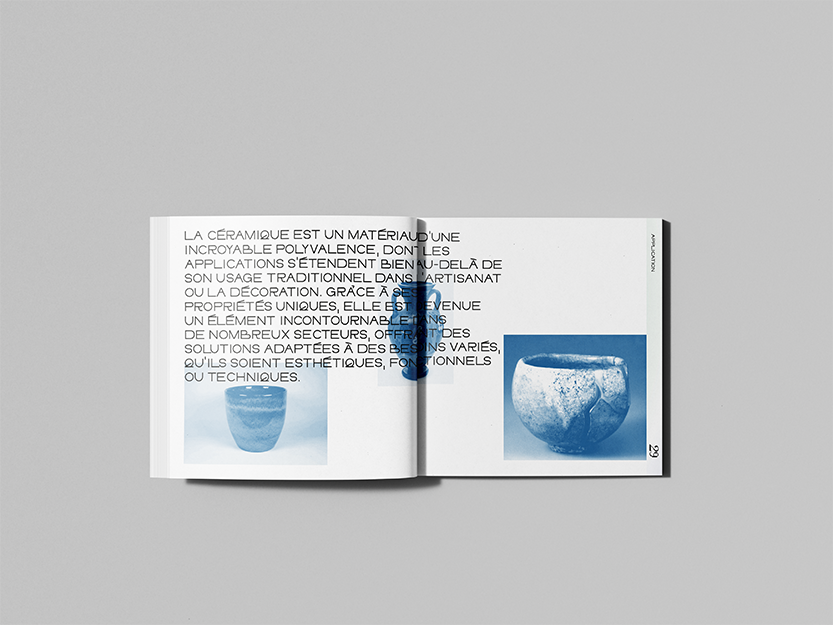 LA CÉRAMIQUE EST UN MATÉRIAU D'UNE
INCROYABLE POLYVALENCE, DONT LES
APPLICATIONS S'ÉTENDENT BIEN AU-DELÀ DE
SON USAGE TRADITIONNEL DANS L'ARTISANAT
OU LA DÉCORATION. GRÂCE À SES
PROPRIÉTÉS UNIQUES, ELLE EST DEVENUE
UN ÉLÉMENT INCONTOURNABLE DANS
DE NOMBREUX SECTEURS, OFFRANT DES
SOLUTIONS ADAPTÉES À DES BESOINS VARIÉS,
QU'ILS SOIENT ESTHÉTIQUES, FONCTIONNELS
OU TECHNIQUES.
APPLICATION
29